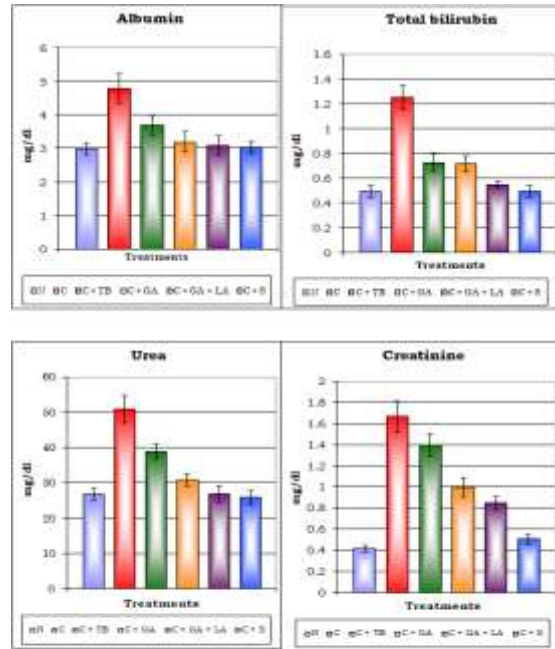 Albumin
6
5
4
3
2
1
0
mg/dl
Treatments
N C C+TB C+GA C+GA+LA C+S
Total bilirubin
1.6
1.4
1.2
1
0.8
0.6
0.4
0.2
0
mg/dl
Treatments
N C C+TB C+GA C+GA+LA C+S
Urea
60
50
40
30
20
10
0
mg/dl
Treatments
N C C+TB C+GA C+GA+LA C+S
Creatinine
2
1.8
1.6
1.4
1.2
1
0.8
0.6
0.4
0.2
0
mg/dl
Treatments
N C C+TB C+GA C+GA+LA C+S